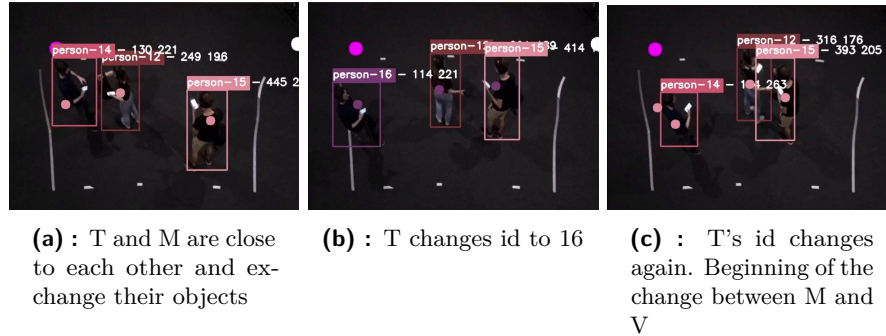 person-14 - 130 221
person-12 - 249 196
person-15 - 445 2
person-15 - 414
person-16 - 114 221
person-12 - 316 176
person-15 - 393 205
person-14 -
263
(a) : T and M are close
to each other and ex-
change their objects
(b) : T changes id to 16
(c) : T's id changes
again. Beginning of the
change between M and
V